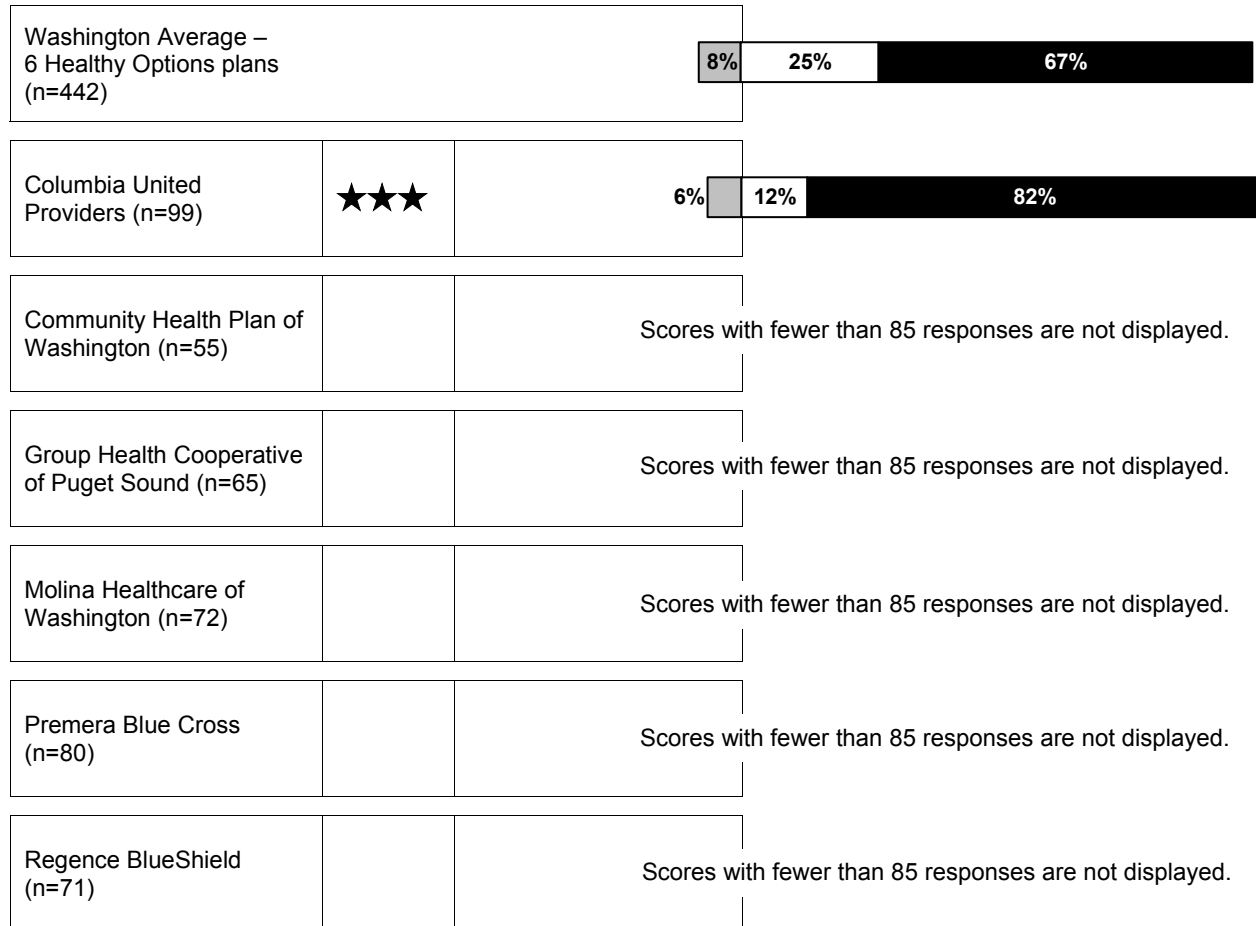 Washington Average –
6 Healthy Options plans
(n=442)
8% 25% 67%
Columbia United
Providers (n=99)
★★★
6% 12% 82%
Community Health Plan of
Washington (n=55)
Scores with fewer than 85 responses are not displayed.
Group Health Cooperative
of Puget Sound (n=65)
Scores with fewer than 85 responses are not displayed.
Molina Healthcare of
Washington (n=72)
Scores with fewer than 85 responses are not displayed.
Premera Blue Cross
(n=80)
Scores with fewer than 85 responses are not displayed.
Regence BlueShield
(n=71)
Scores with fewer than 85 responses are not displayed.